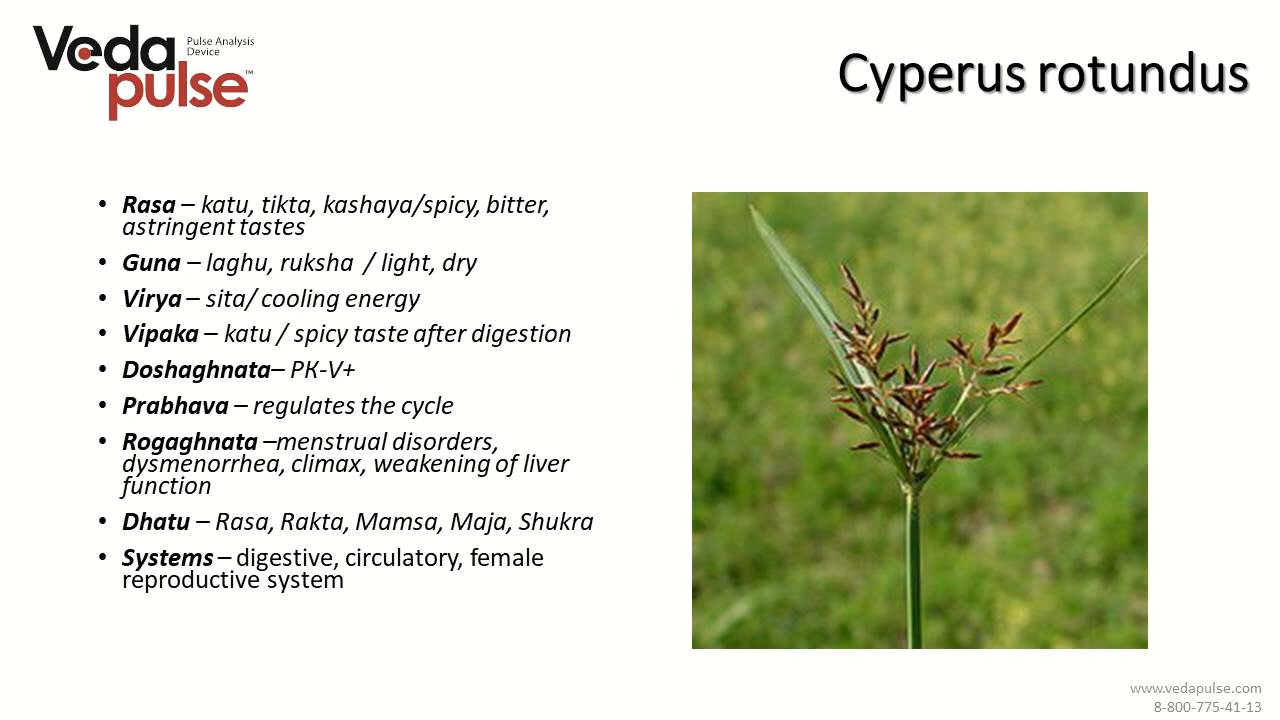 Veda
Pulse Analysis
Device
pulse™
Cyperus rotundus
• Rasa – katu, tikta, kashaya/spicy, bitter,
astringent tastes
• Guna – laghu, ruksha / light, dry
• Virya – sita/ cooling energy
• Vipaka – katu / spicy taste after digestion
• Doshaghnata– PК-V+
• Prabhava – regulates the cycle
• Rogaghnata –menstrual disorders,
dysmenorrhea, climax, weakening of liver
function
• Dhatu – Rasa, Rakta, Mamsa, Maja, Shukra
• Systems – digestive, circulatory, female
reproductive system
www.vedapulse.com
8-800-775-41-13